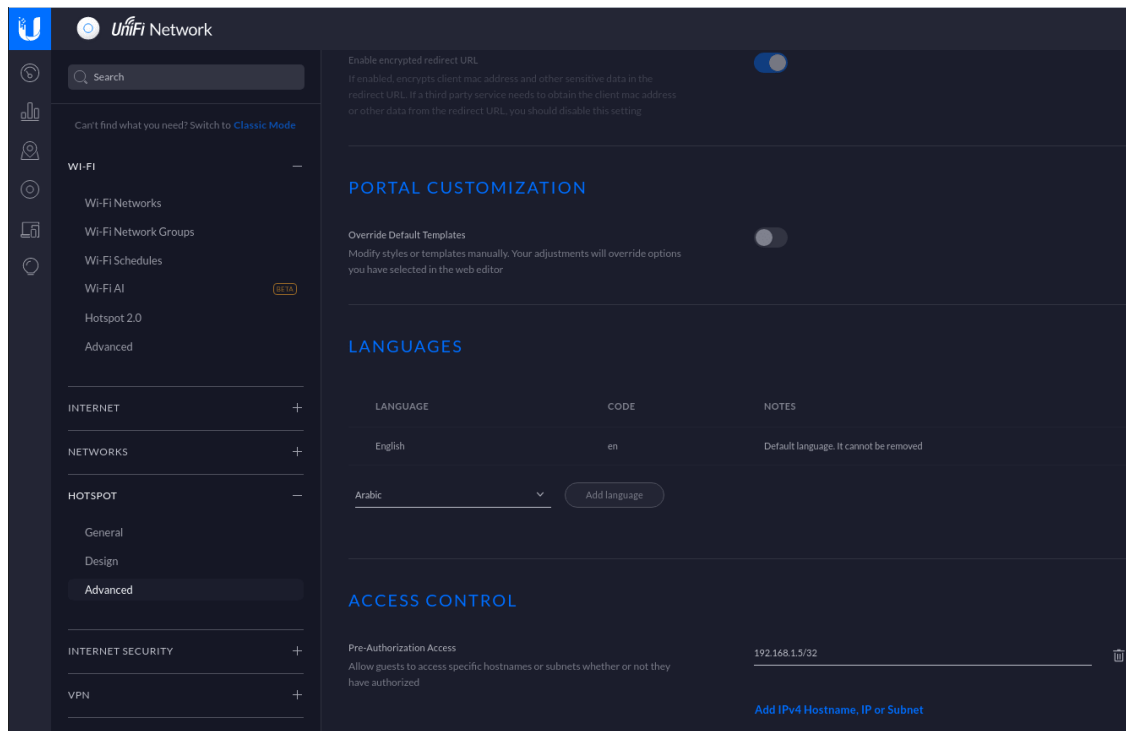 UniFi Network
Search
Can't find what you need? Switch to Classic Mode
WI-FI
Wi-Fi Networks
Wi-Fi Network Groups
Wi-Fi Schedules
Wi-Fi AI BETA
Hotspot 2.0
Advanced
INTERNET
NETWORKS
HOTSPOT
General
Design
Advanced
INTERNET SECURITY
VPN
Enable encrypted redirect URL
If enabled, encrypts client mac address and other sensitive data in the
redirect URL. If a third party service needs to obtain the client mac address
or other data from the redirect URL, you should disable this setting
PORTAL CUSTOMIZATION
Override Default Templates
Modify styles or templates manually. Your adjustments will override options
you have selected in the web editor
LANGUAGES
LANGUAGE CODE NOTES
English en Default language. It cannot be removed
Arabic Add language
ACCESS CONTROL
Pre-Authorization Access
Allow guests to access specific hostnames or subnets whether or not they
have authorized
192.168.1.5/32
Add IPv4 Hostname, IP or Subnet